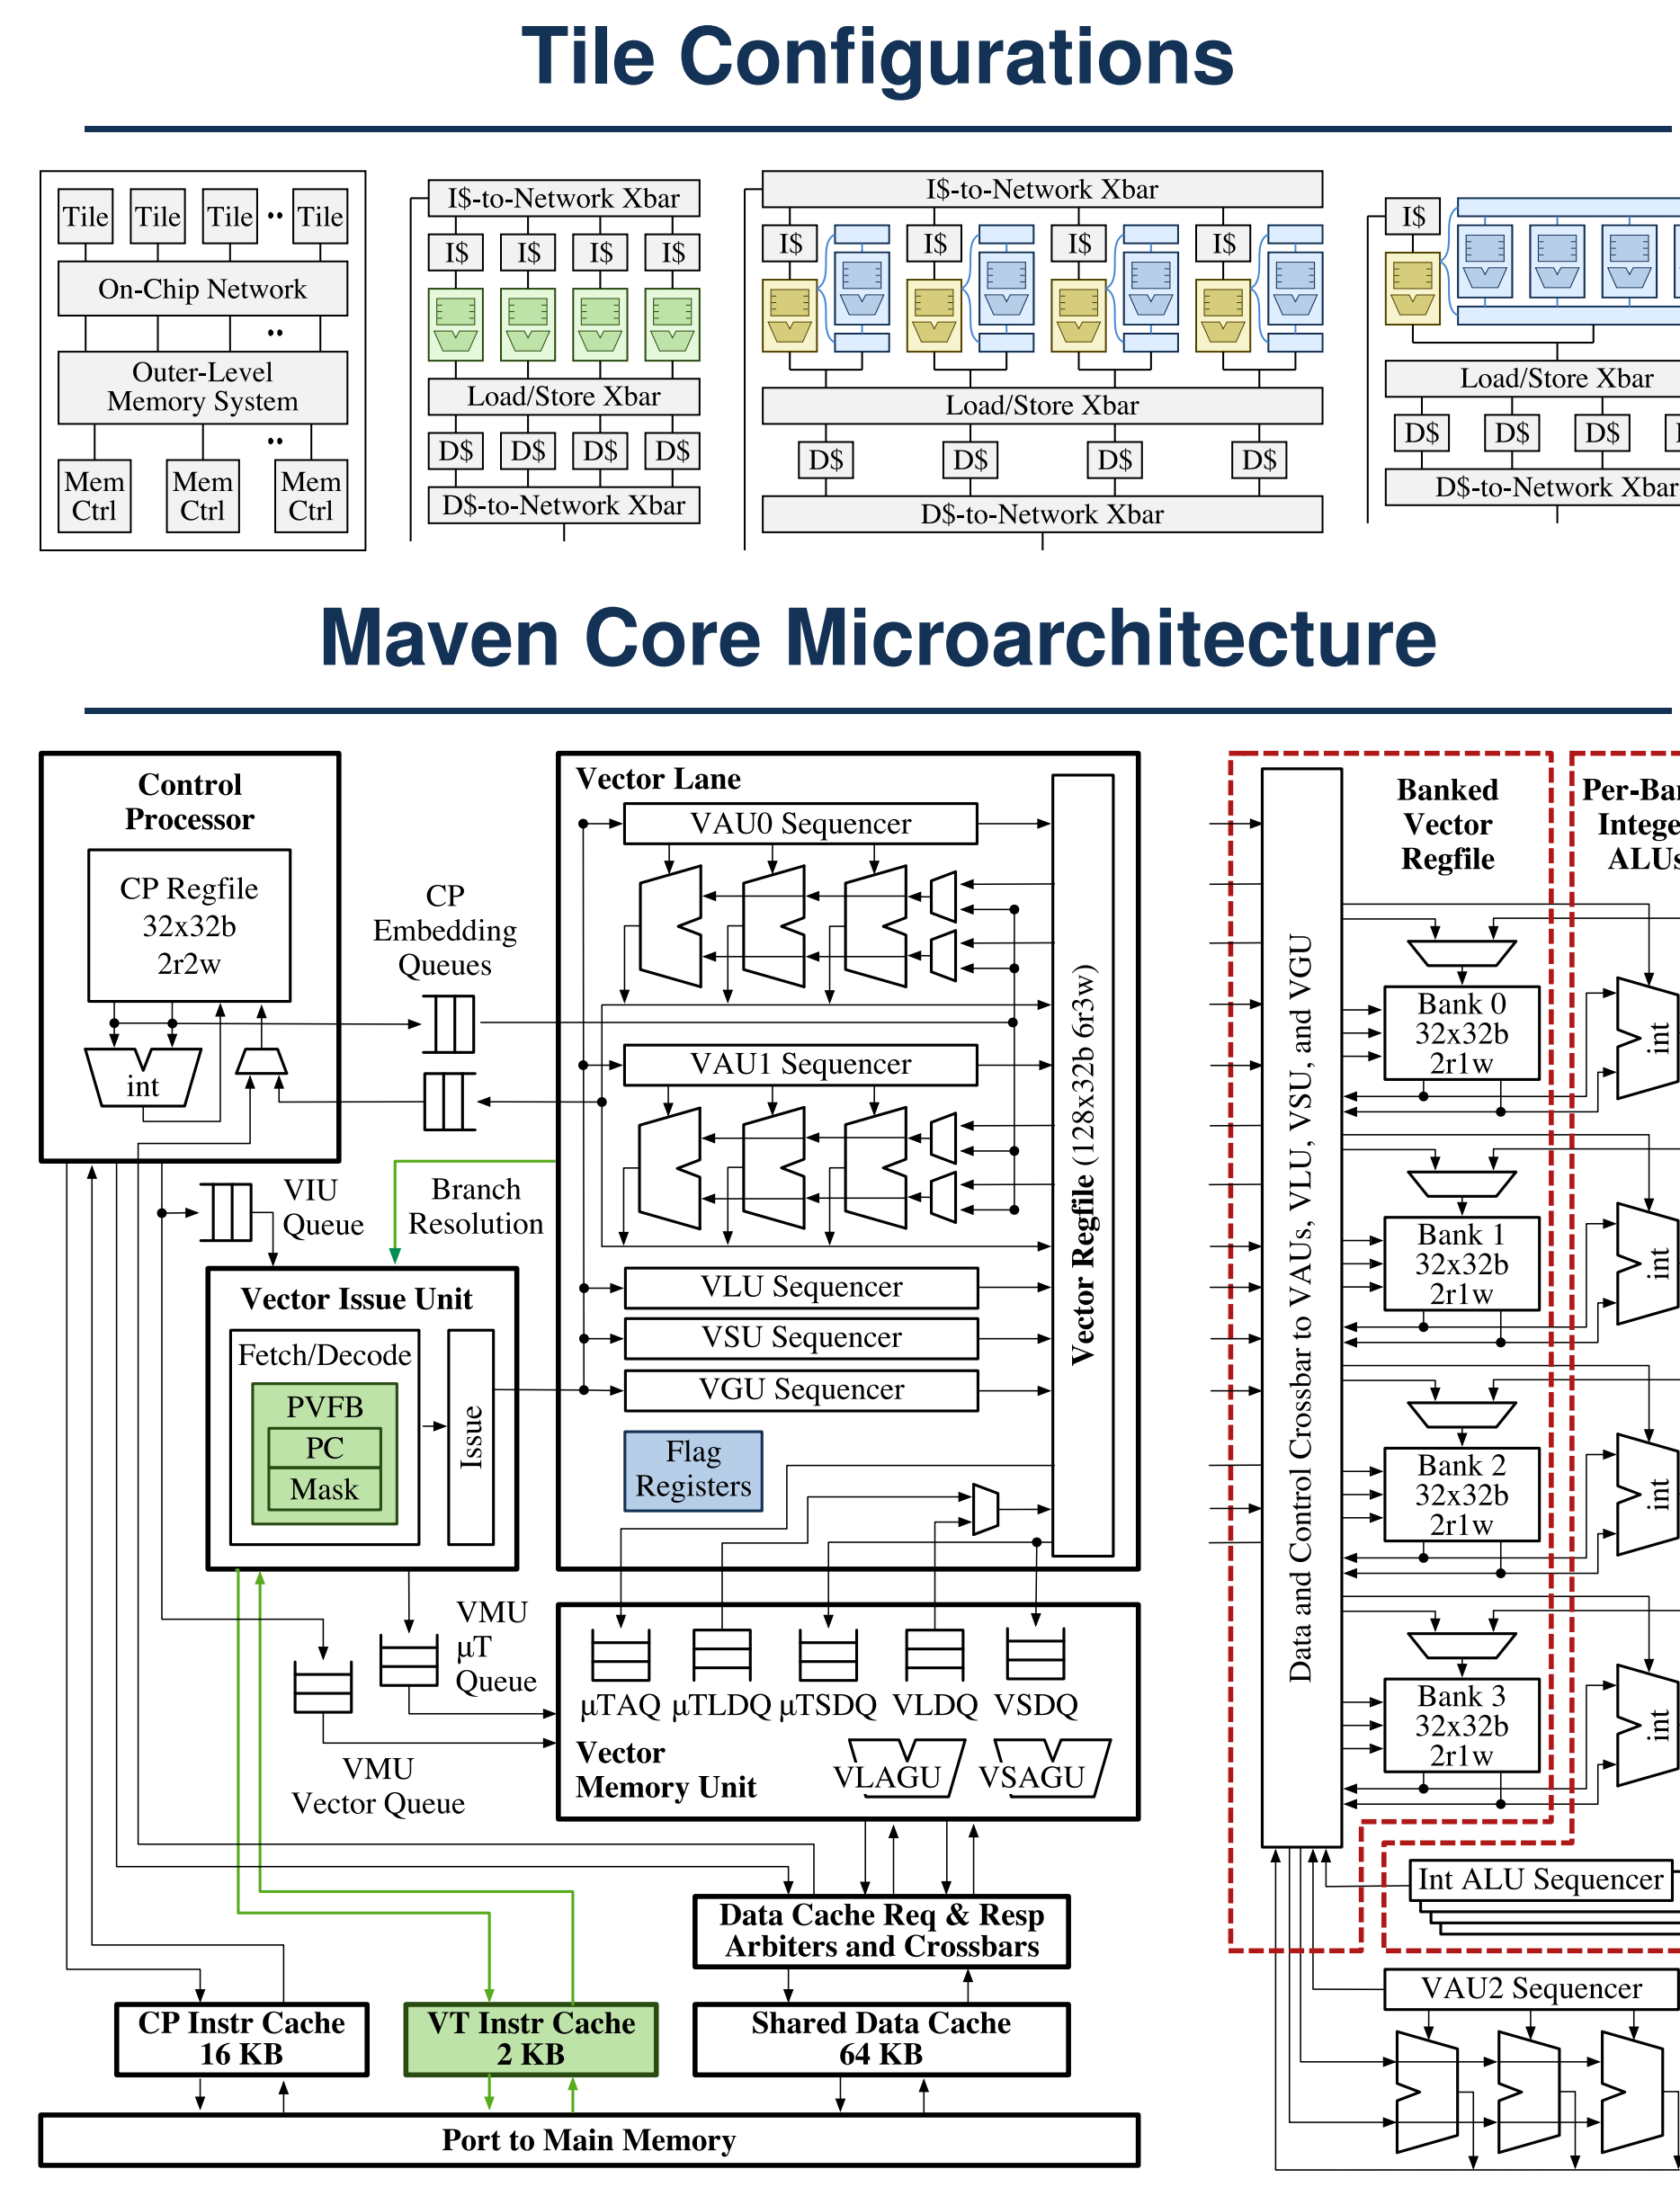 Tile Configurations
Tile Tile Tile •• Tile
On-Chip Network
••
Outer-Level
Memory System
••
Mem Mem Mem
Ctrl Ctrl Ctrl
I$-to-Network Xbar
I$ I$ I$ I$
Load/Store Xbar
D$ D$ D$ D$
D$-to-Network Xbar
I$-to-Network Xbar
I$ I$ I$ I$
Load/Store Xbar
D$ D$ D$ D$
D$-to-Network Xbar
I$
Load/Store Xbar
D$ D$ D$
D$-to-Network Xbar
Maven Core Microarchitecture
Control
Processor
CP Regfile
32x32b
2r2w
int
CP
Embedding
Queues
VIU
Queue
Branch
Resolution
Vector Issue Unit
Fetch/Decode
PVFB
PC
Mask
Issue
Vector Lane
VAU0 Sequencer
VAU1 Sequencer
VLU Sequencer
VSU Sequencer
VGU Sequencer
Flag
Registers
Vector Regfile (128x32b 6r3w)
VMU
µT
Queue
VMU
Vector Queue
µTAQ µTLDQ µTSDQ VLDQ VSDQ
Vector
Memory Unit
VLAGU VSAGU
Data Cache Req & Resp
Arbiters and Crossbars
CP Instr Cache
16 KB
VT Instr Cache
2 KB
Shared Data Cache
64 KB
Port to Main Memory
Data and Control Crossbar to VAUs, VLU, VSU, and VGU
Banked
Vector
Regfile
Per-Ba
Intege
ALUs
Bank 0
32x32b
2r1w
int
Bank 1
32x32b
2r1w
int
Bank 2
32x32b
2r1w
int
Bank 3
32x32b
2r1w
int
Int ALU Sequencer
VAU2 Sequencer